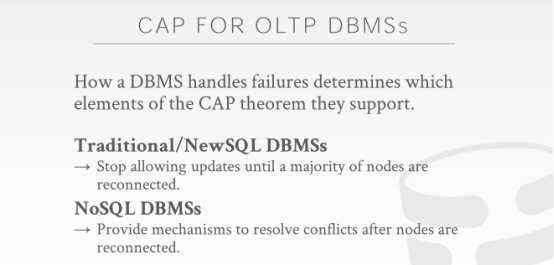 CAP FOR OLTP DBMSs
How a DBMS handles failures determines which
elements of the CAP theorem they support.
Traditional/NewSQL DBMSs
→ Stop allowing updates until a majority of nodes are
reconnected.
NoSQL DBMSs
→ Provide mechanisms to resolve conflicts after nodes are
reconnected.